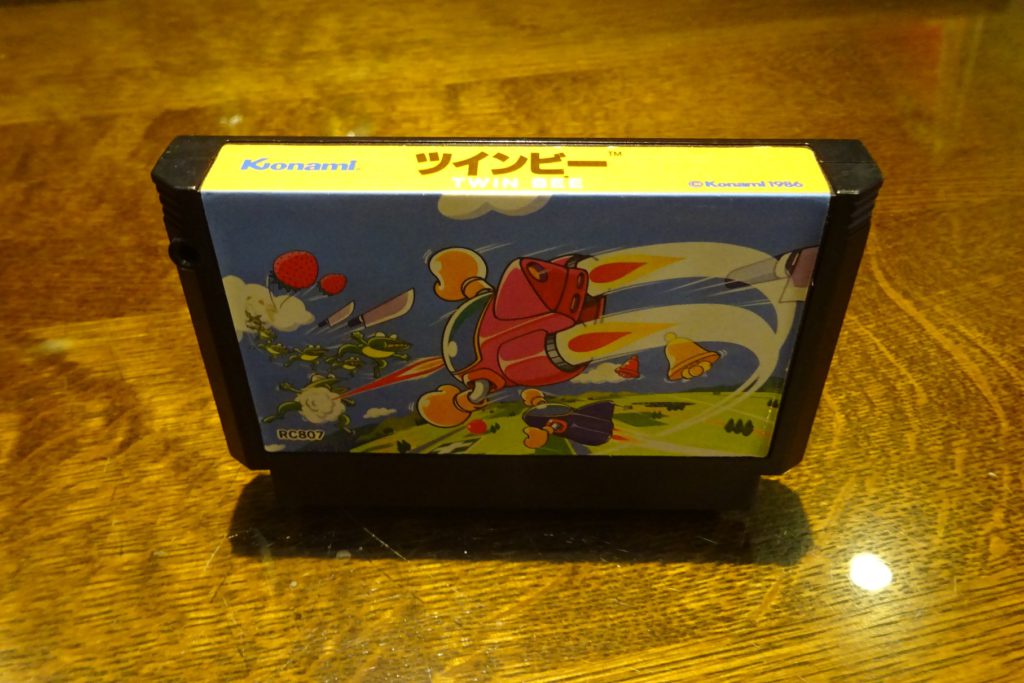 Konami
ツインビー™
TWIN BEE
©Konami 1986
RC807